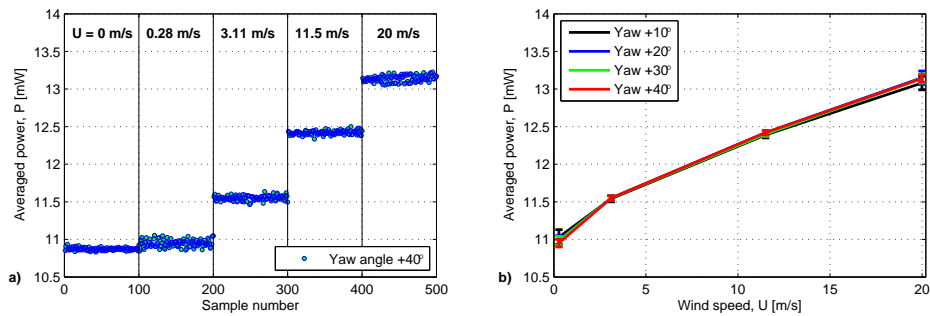 U = 0 m/s 0.28 m/s 3.11 m/s 11.5 m/s 20 m/s
14
13.5
13
12.5
12
11.5
11
10.5
Averaged power, P [mW]
Yaw angle +40°
0 100 200 300 400 500
Sample number
a)
Yaw +10°
Yaw +20°
Yaw +30°
Yaw +40°
14
13.5
13
12.5
12
11.5
11
10.5
Averaged power, P [mW]
0 5 10 15 20
Wind speed, U [m/s]
b)